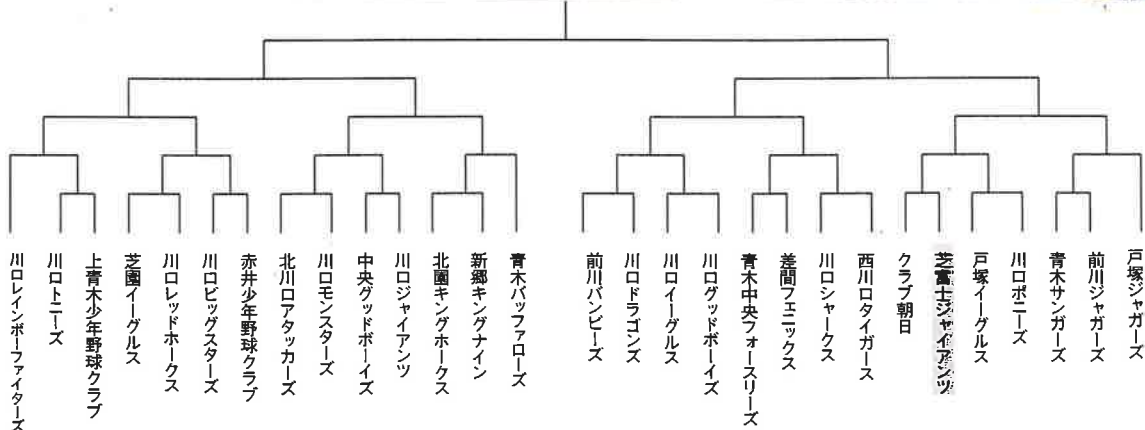 川口レインボーファイターズ
川口トニーズ
上青木少年野球クラブ
芝園イーグルス
川口レッドホークス
川口ビッグスターズ
赤井少年野球クラブ
北川口アタッカーズ
川口モンスターズ
中央グッドボーイズ
川口ジャイアンツ
北園キングホークス
新郷キングナイン
青木バッファローズ
前川バンビーズ
川口ドラゴンズ
川口イーグルス
川口グッドボーイズ
青木中央フォースリーズ
差間フェニックス
川口シャークス
西川口タイガース
クラブ朝日
芝富士ジャイアンツ
戸塚イーグルス
川口ポニーズ
青木サンガーズ
前川ジャガーズ
戸塚ジャガーズ